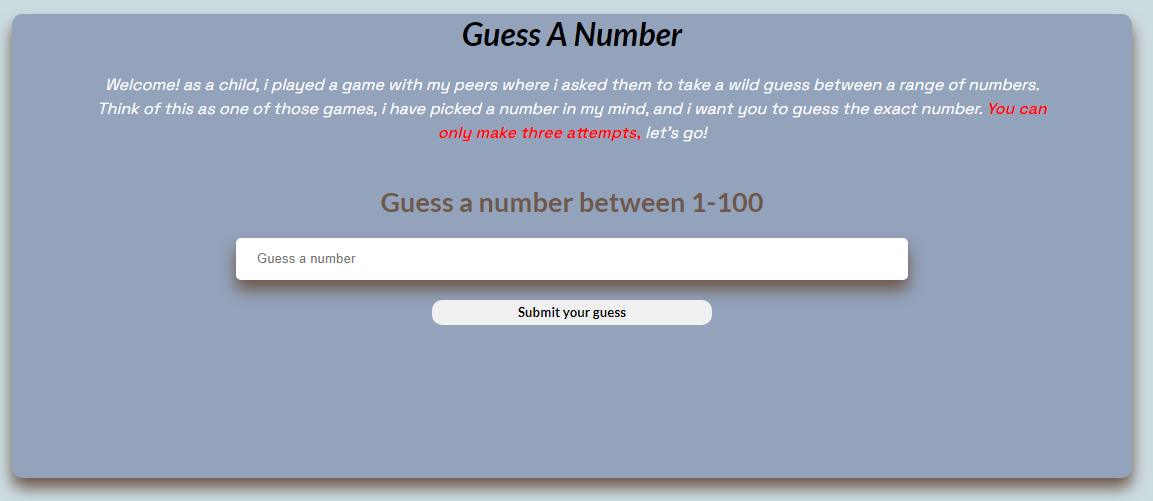 Guess A Number
Welcome! as a child, i played a game with my peers where i asked them to take a wild guess between a range of numbers.
Think of this as one of those games, i have picked a number in my mind, and i want you to guess the exact number. You can
only make three attempts, let's go!
Guess a number between 1-100
Guess a number
Submit your guess